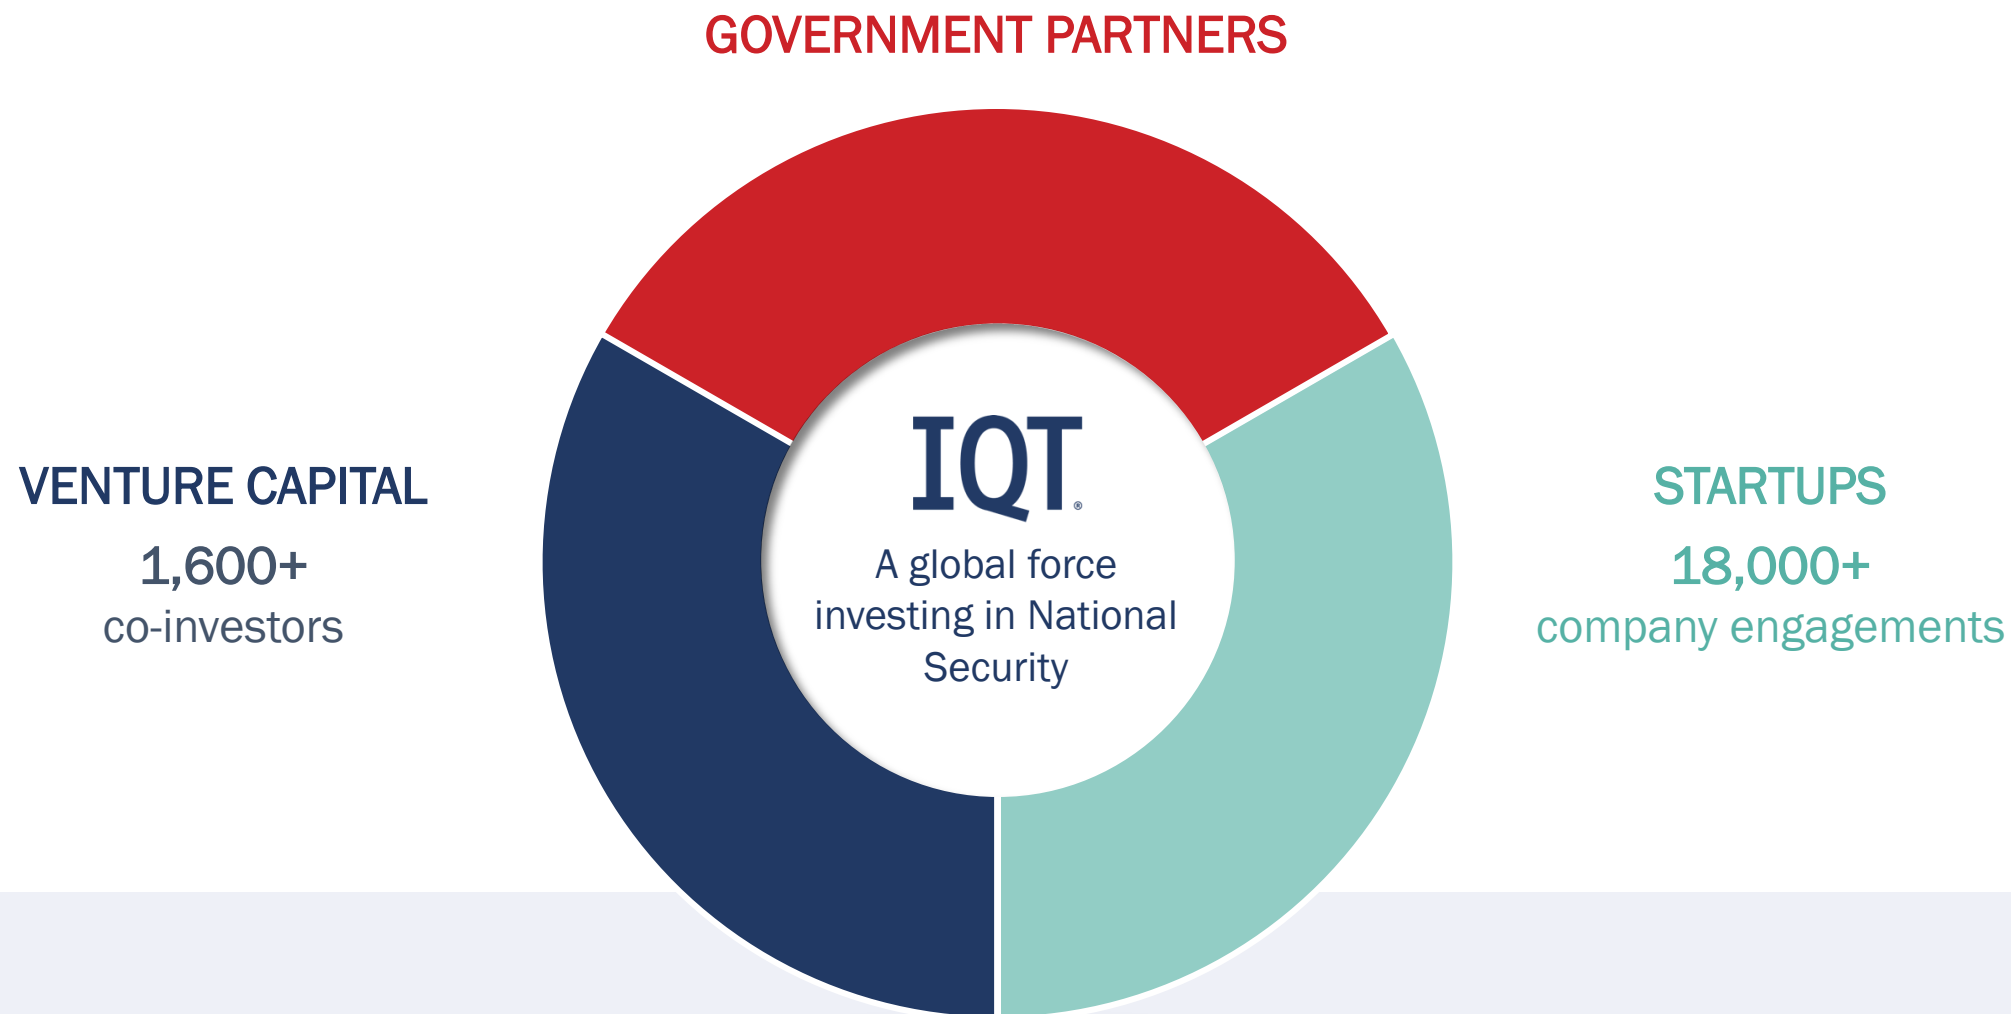 GOVERNMENT PARTNERS
VENTURE CAPITAL
1,600+
co-investors
IQT®
A global force
investing in National
Security
STARTUPS
18,000+
company engagements